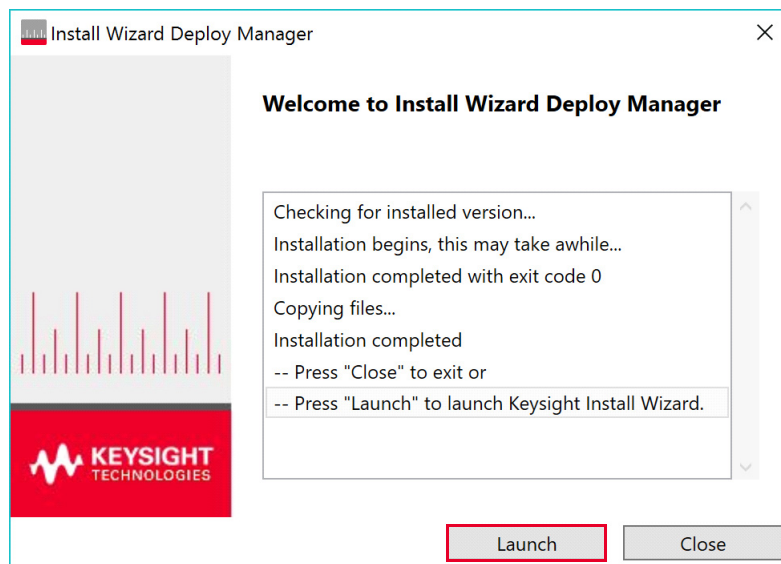 Install Wizard Deploy Manager
Welcome to Install Wizard Deploy Manager
Checking for installed version...
Installation begins, this may take awhile...
Installation completed with exit code 0
Copying files...
Installation completed
-- Press "Close" to exit or
-- Press "Launch" to launch Keysight Install Wizard.
KEYSIGHT
TECHNOLOGIES
Launch
Close